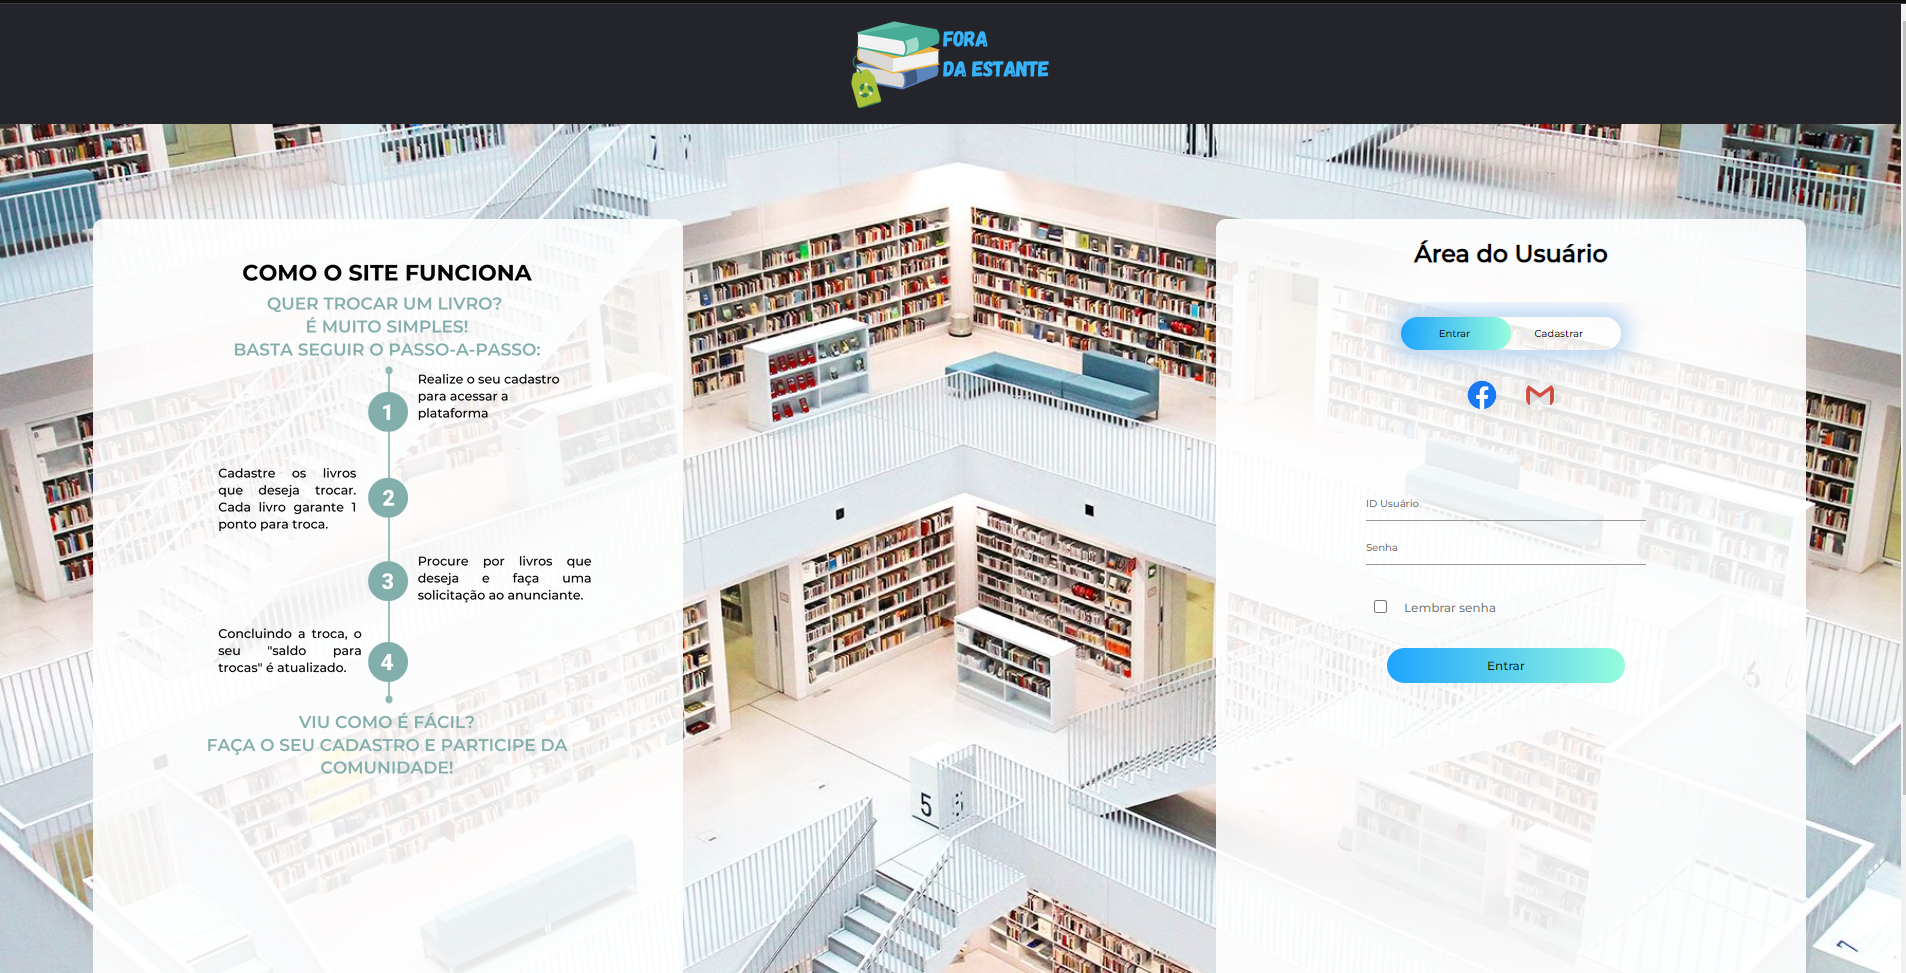 FORA
DA ESTANTE
COMO O SITE FUNCIONA
QUER TROCAR UM LIVRO?
É MUITO SIMPLES!
BASTA SEGUIR O PASSO-A-PASSO:
1
Realize o seu cadastro
para acessar a
plataforma
Cadastre os livros
que deseja trocar.
Cada livro garante 1
ponto para troca.
2
3
Procure por livros que
deseja e faça uma
solicitação ao anunciante.
Concluindo a troca, o
seu "saldo para
trocas" é atualizado.
4
VIU COMO É FÁCIL?
FAÇA O SEU CADASTRO E PARTICIPE DA
COMUNIDADE!
Área do Usuário
Entrar
Cadastrar
ID Usuário
Senha
Lembrar senha
Entrar
5
6
7